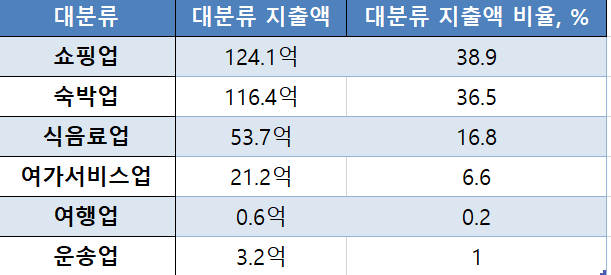 대분류 대분류 지출액 대분류 지출액 비율, %
쇼핑업 124.1억 38.9
숙박업 116.4억 36.5
식음료업 53.7억 16.8
여가서비스업 21.2억 6.6
여행업 0.6억 0.2
운송업 3.2억 1